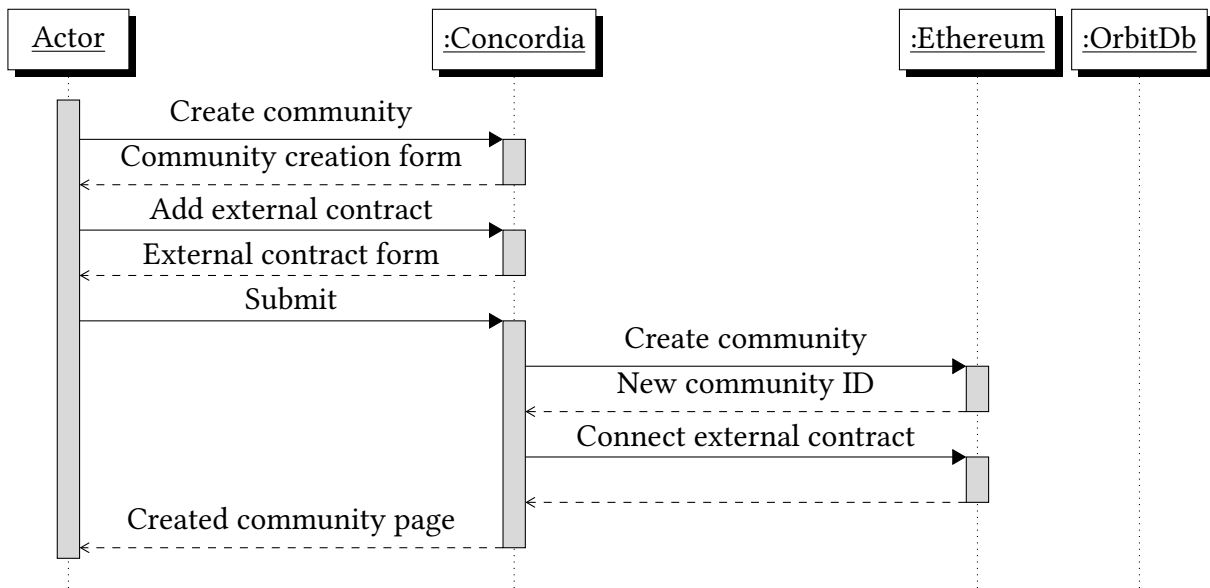 Actor
:Concordia
:Ethereum
:OrbitDb
Create community
Community creation form
Add external contract
External contract form
Submit
Create community
New community ID
Connect external contract
Created community page